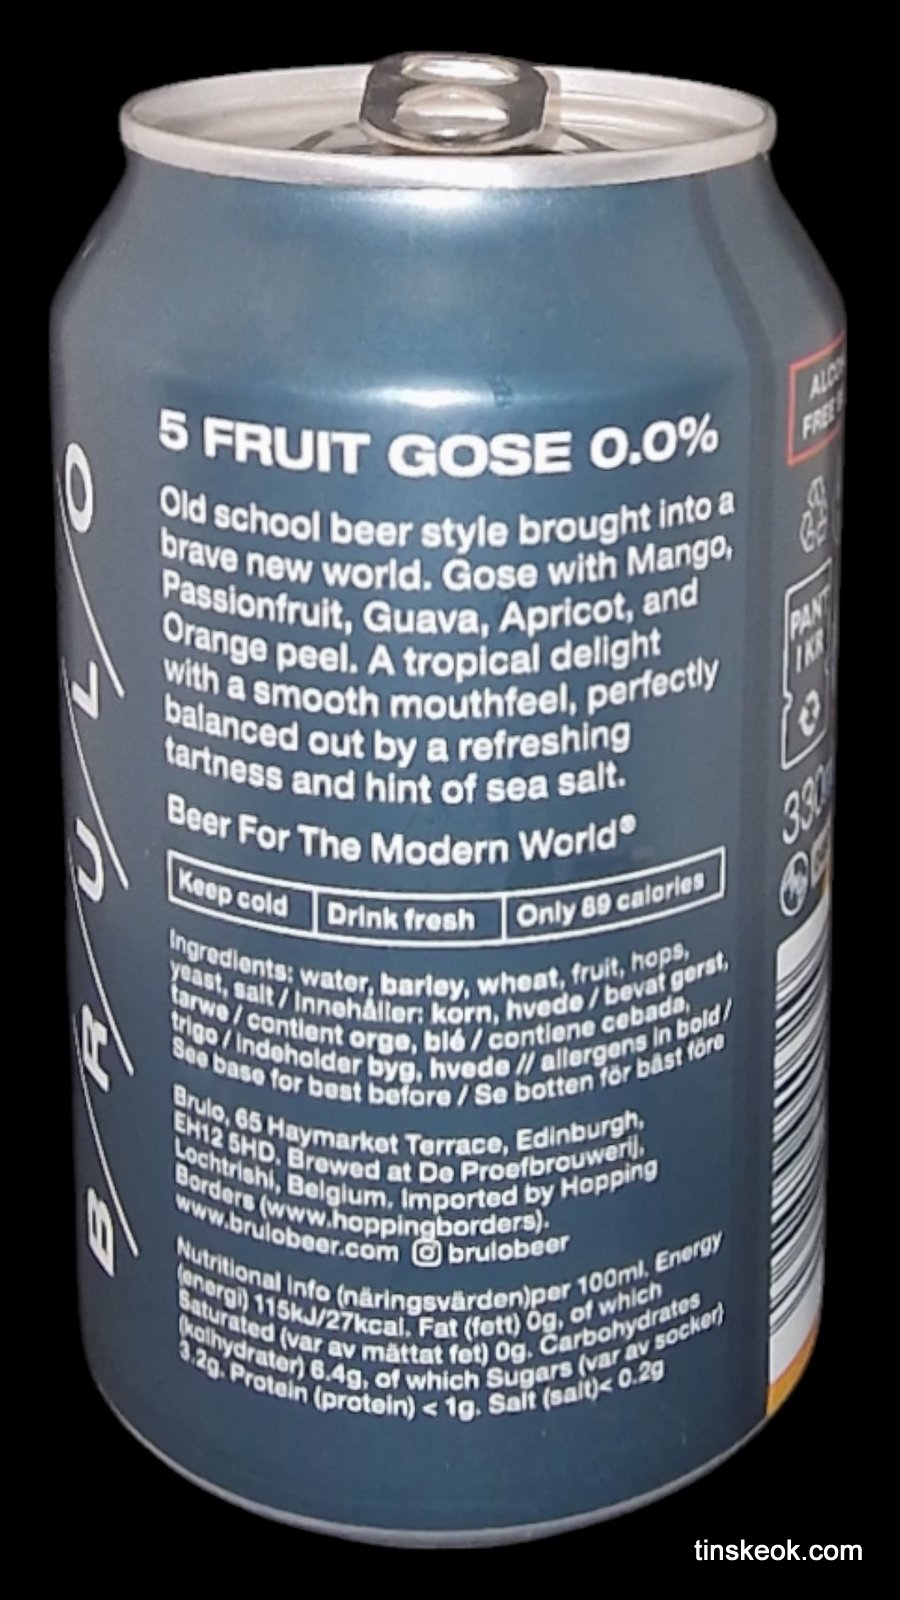 5 FRUIT GOSE 0.0%
Old school beer style brought into a
brave new world. Gose with Mango,
Passionfruit, Guava, Apricot, and
Orange peel. A tropical delight
with a smooth mouthfeel, perfectly
balanced out by a refreshing
tartness and hint of sea salt.
Beer For The Modern World®
Keep cold
Drink fresh
Only 89 calories
Ingredients: water, barley, wheat, fruit, hops,
yeast, salt / Innehåller: korn, hvede / bevat gerst,
tarwe / contient orge, blé / contiene cebada,
trigo / indeholder byg, hvede // allergens in bold /
See base for best before / Se botten för bäst före
Brulo, 65 Haymarket Terrace, Edinburgh,
EH12 5HD. Brewed at De Proefbrouwerij,
Lochtrishi, Belgium. Imported by Hopping
Borders (www.hoppingborders).
www.brulobeer.com brulobeer
Nutritional info (näringsvärden)per 100ml. Energy
(energi) 115kJ/27kcal. Fat (fett) 0g, of which
Saturated (var av mättat fet) 0g. Carbohydrates
(kolhydrater) 6.4g, of which Sugars (var av socker)
3.2g. Protein (protein) < 1g. Salt (salt)< 0.2g
B/R/U/L/O
FREE
PANT
1 KR
tinskeok.com